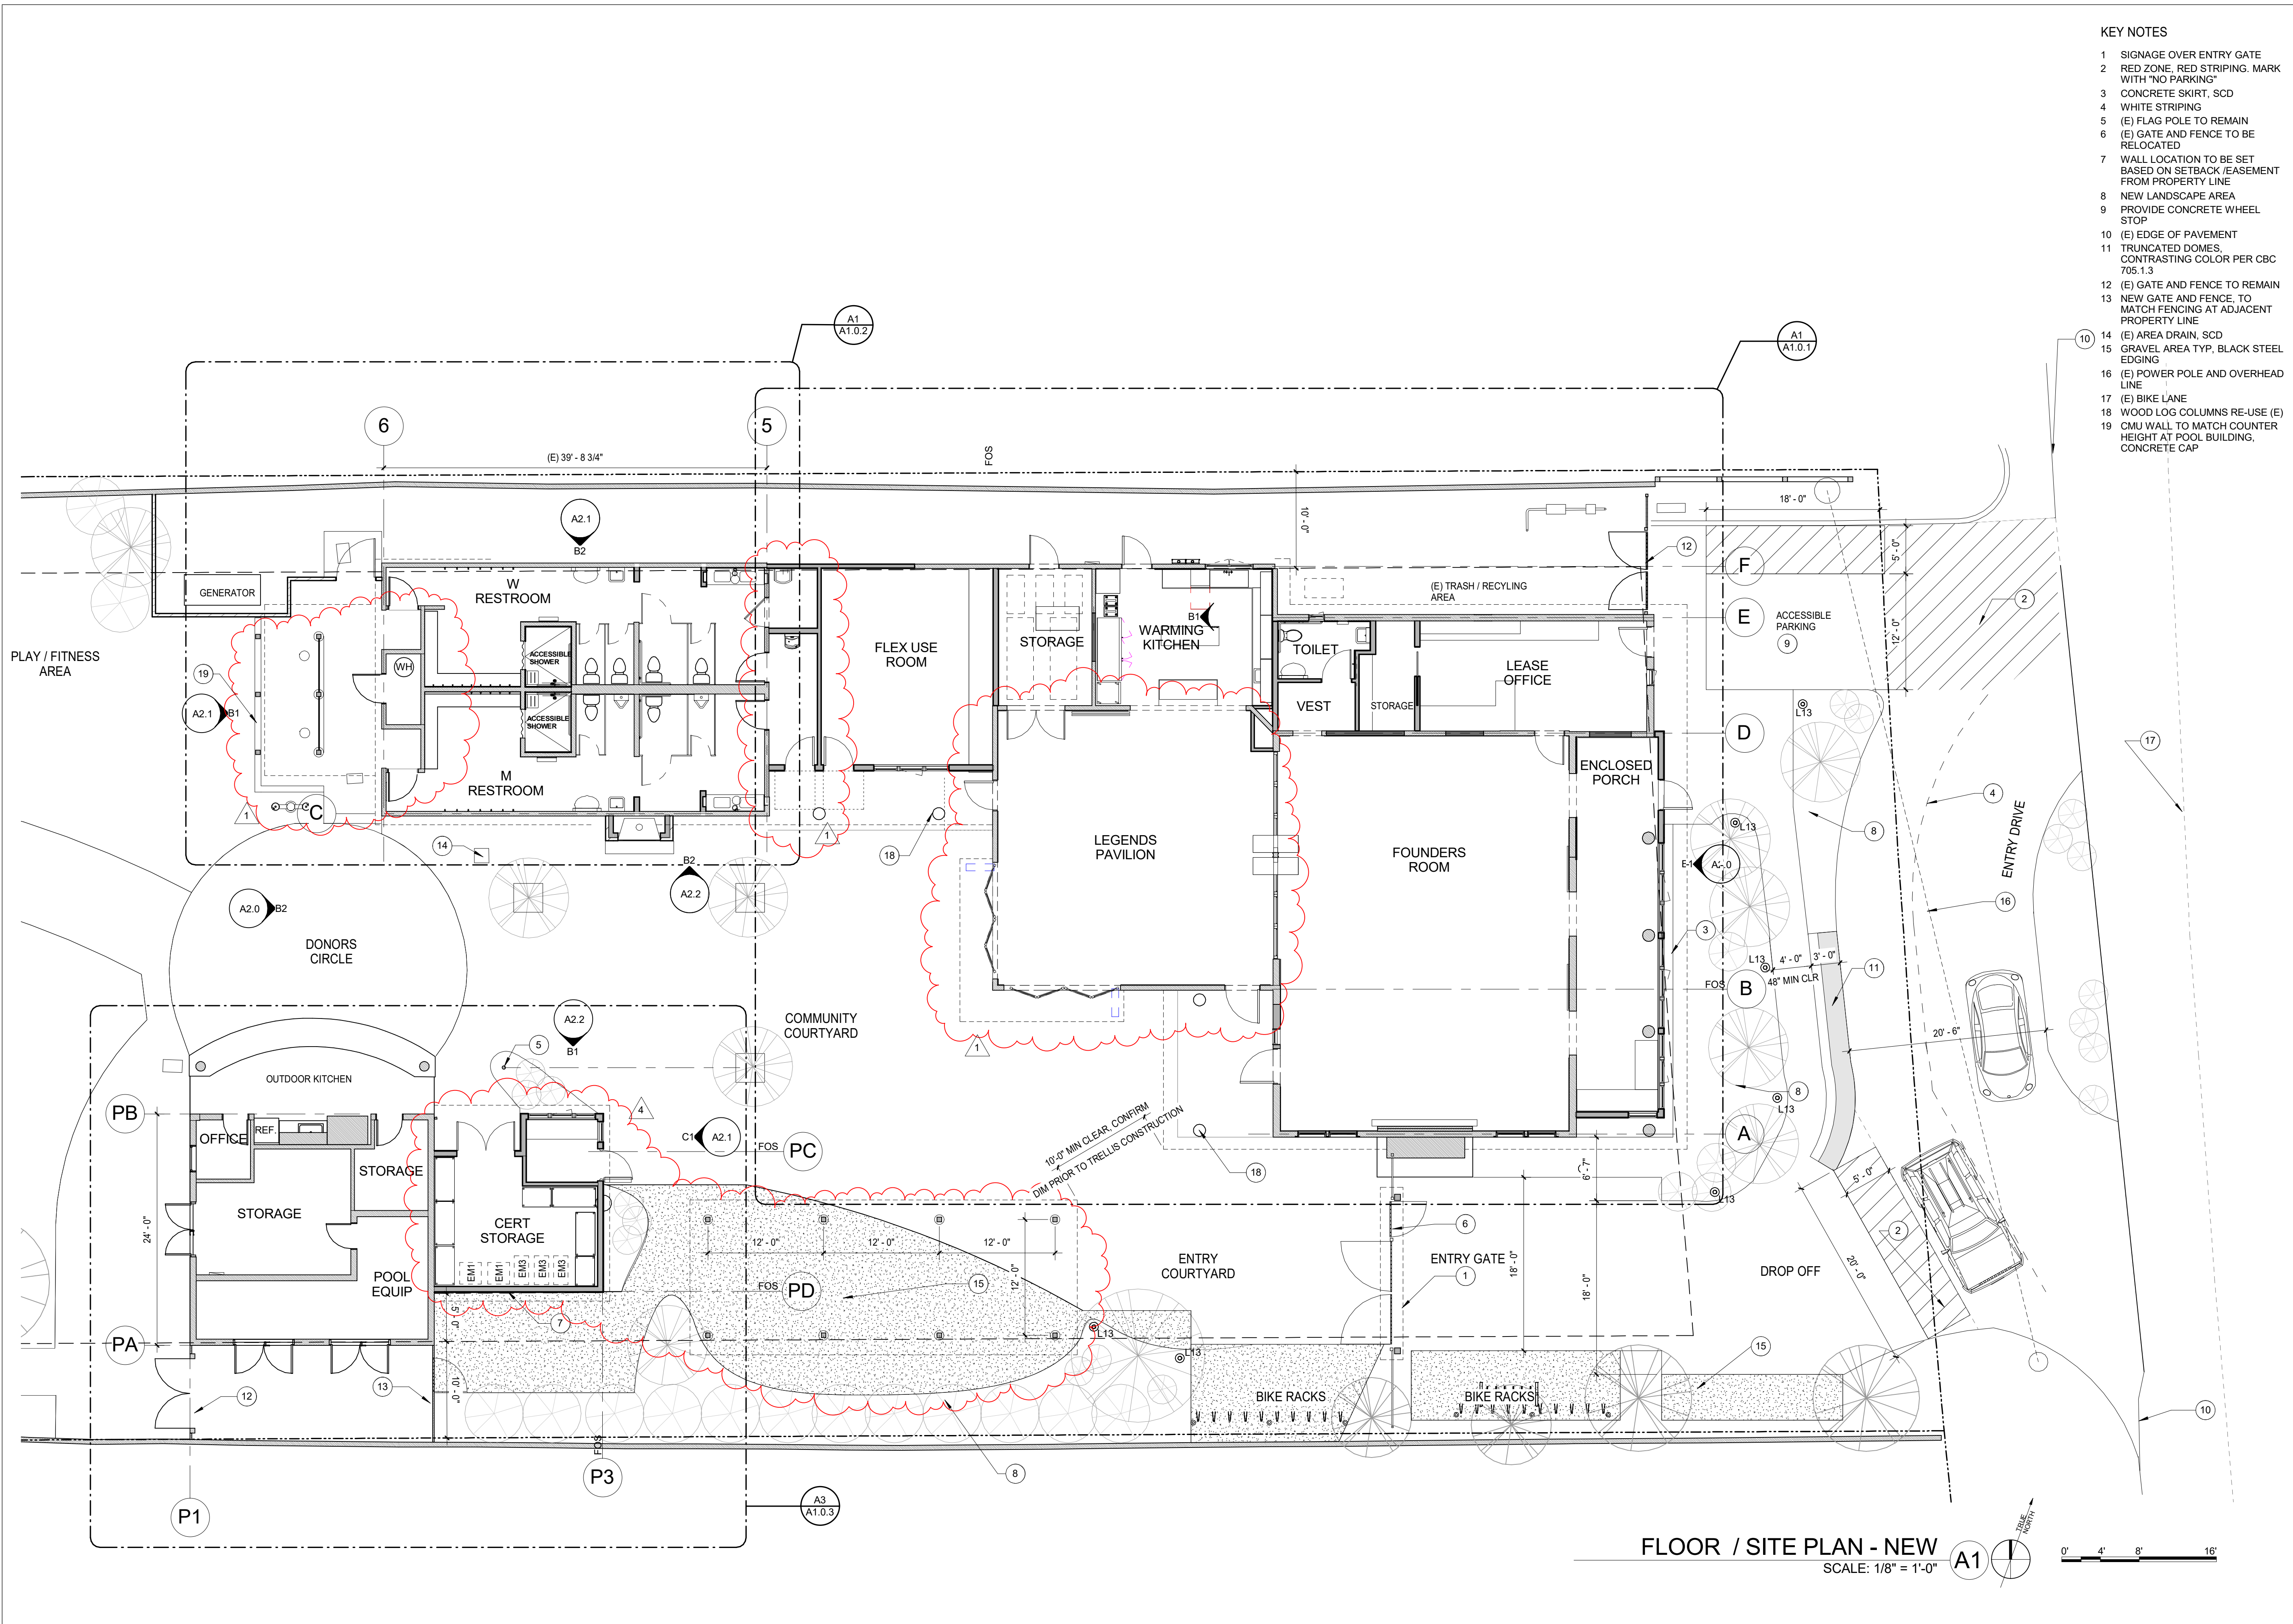 KEY NOTES
1 SIGNAGE OVER ENTRY GATE
2 RED ZONE, RED STRIPING. MARK
WITH "NO PARKING"
3 CONCRETE SKIRT, SCD
4 WHITE STRIPING
5 (E) FLAG POLE TO REMAIN
6 (E) GATE AND FENCE TO BE
RELOCATED
7 WALL LOCATION TO BE SET
BASED ON SETBACK /EASEMENT
FROM PROPERTY LINE
8 NEW LANDSCAPE AREA
9 PROVIDE CONCRETE WHEEL
STOP
10 (E) EDGE OF PAVEMENT
11 TRUNCATED DOMES,
CONTRASTING COLOR PER CBC
705.1.3
12 (E) GATE AND FENCE TO REMAIN
13 NEW GATE AND FENCE, TO
MATCH FENCING AT ADJACENT
PROPERTY LINE
14 (E) AREA DRAIN, SCD
15 GRAVEL AREA TYP, BLACK STEEL
EDGING
16 (E) POWER POLE AND OVERHEAD
LINE
17 (E) BIKE LANE
18 WOOD LOG COLUMNS RE-USE (E)
19 CMU WALL TO MATCH COUNTER
HEIGHT AT POOL BUILDING,
CONCRETE CAP
A1
A1.0.2
A1
A1.0.1
10
6
5
(E) 39' - 8 3/4"
FOS
18' - 0"
A2.1
B2
10' - 0"
12
F
5' - 0"
GENERATOR
W
RESTROOM
(E) TRASH / RECYLING
AREA
2
E
ACCESSIBLE
PARKING
9
12' - 0"
B1
PLAY / FITNESS
AREA
19
A2.1
B1
WH
ACCESSIBLE
SHOWER
ACCESSIBLE
SHOWER
FLEX USE
ROOM
STORAGE
WARMING
KITCHEN
TOILET
VEST
STORAGE
LEASE
OFFICE
L13
D
17
M
RESTROOM
ENCLOSED
PORCH
1
C
4
L13
8
ENTRY DRIVE
14
18
1
LEGENDS
PAVILION
FOUNDERS
ROOM
B2
A2.2
E-1
A2.0
B2
16
DONORS
CIRCLE
3
L13
4' - 0"
3' - 0"
11
48" MIN CLR
FOS
B
COMMUNITY
COURTYARD
A2.2
B1
5
1
20' - 6"
OUTDOOR KITCHEN
8
L13
PB
4
OFFICE
REF.
C1
A2.1
FOS
PC
10'-0" MIN CLEAR, CONFIRM
DIM PRIOR TO TRELLIS CONSTRUCTION
A
STORAGE
18
6' - 7"
5' - 0"
L13
24' - 0"
STORAGE
CERT
STORAGE
12' - 0"
12' - 0"
12' - 0"
6
2
ENTRY
COURTYARD
ENTRY GATE
1
DROP OFF
20' - 0"
18' - 0"
18' - 0"
EM1
EM1
EM3
EM3
EM3
POOL
EQUIP
FOS
PD
15
12' - 0"
5' - 0"
7
PA
L13
L13
15
12
13
10' - 0"
BIKE RACKS
BIKE RACKS
10
FOS
8
P3
P1
A3
A1.0.3
FLOOR / SITE PLAN - NEW
SCALE: 1/8" = 1'-0"
A1
TRUE
NORTH
0' 4' 8' 16'